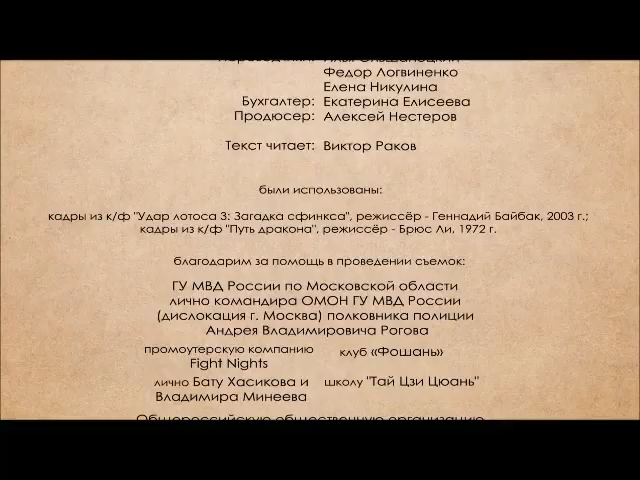 Федор Логвиненко
Елена Никулина
Бухгалтер: Екатерина Елисеева
Продюсер: Алексей Нестеров
Текст читает: Виктор Раков
были использованы:
кадры из к/ф "Удар лотоса 3: Загадка сфинкса", режиссёр - Геннадий Байбак, 2003 г.;
кадры из к/ф "Путь дракона", режиссёр - Брюс Ли, 1972 г.
благодарим за помощь в проведении съемок:
ГУ МВД России по Московской области
лично командира ОМОН ГУ МВД России
(дислокация г. Москва) полковника полиции
Андрея Владимировича Рогова
промоутерскую компанию
Fight Nights
клуб «Фошань»
лично Бату Хасикова и
Владимира Минеева
школу "Тай Цзи Цюань"
Общероссийскую общественную организацию